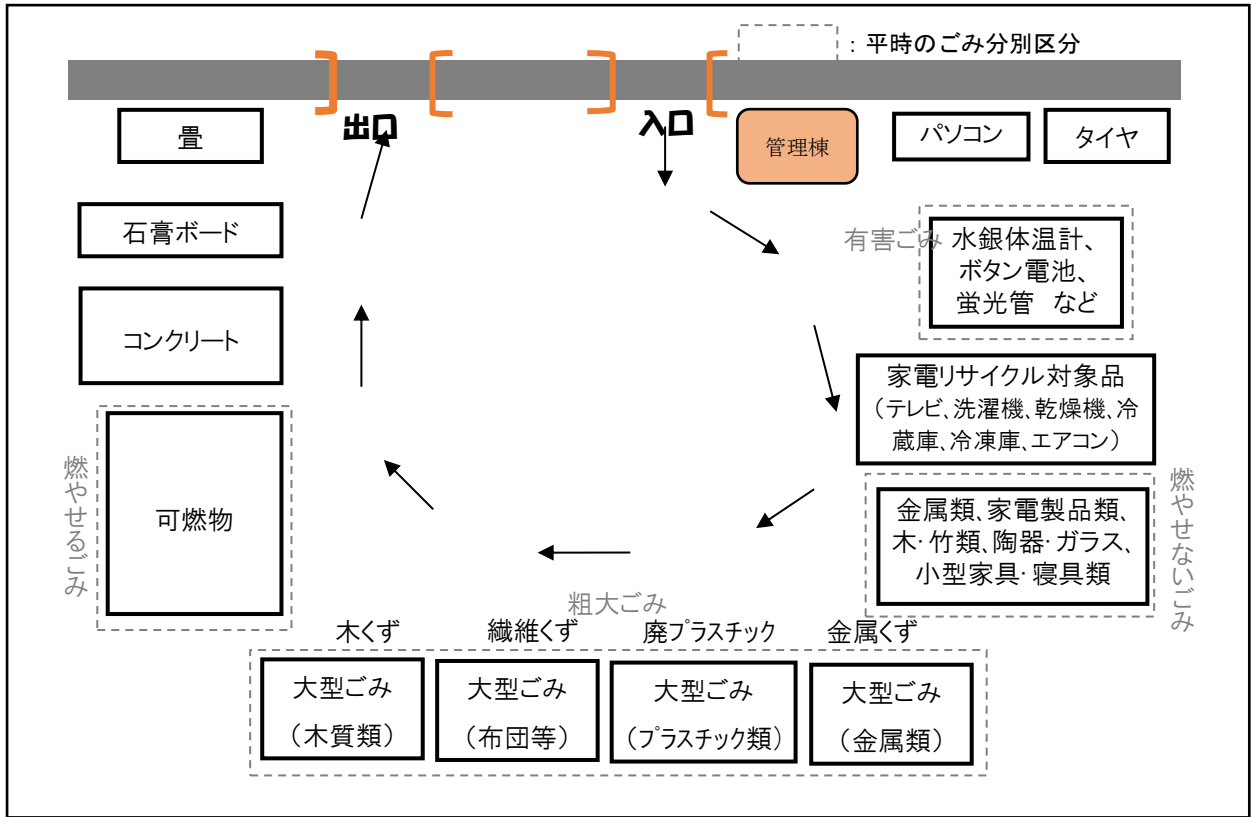 ：平時のごみ分別区分
出口
入口
管理棟
パソコン
タイヤ
畳
石膏ボード
コンクリート
燃やせるごみ
可燃物
有害ごみ
水銀体温計、
ボタン電池、
蛍光管　など
家電リサイクル対象品
（テレビ、洗濯機、乾燥機、冷
蔵庫、冷凍庫、エアコン）
燃やせないごみ
金属類、家電製品類、
木・竹類、陶器・ガラス、
小型家具・寝具類
粗大ごみ
木くず
繊維くず
廃プラスチック
金属くず
大型ごみ
（木質類）
大型ごみ
（布団等）
大型ごみ
（プラスチック類）
大型ごみ
（金属類）